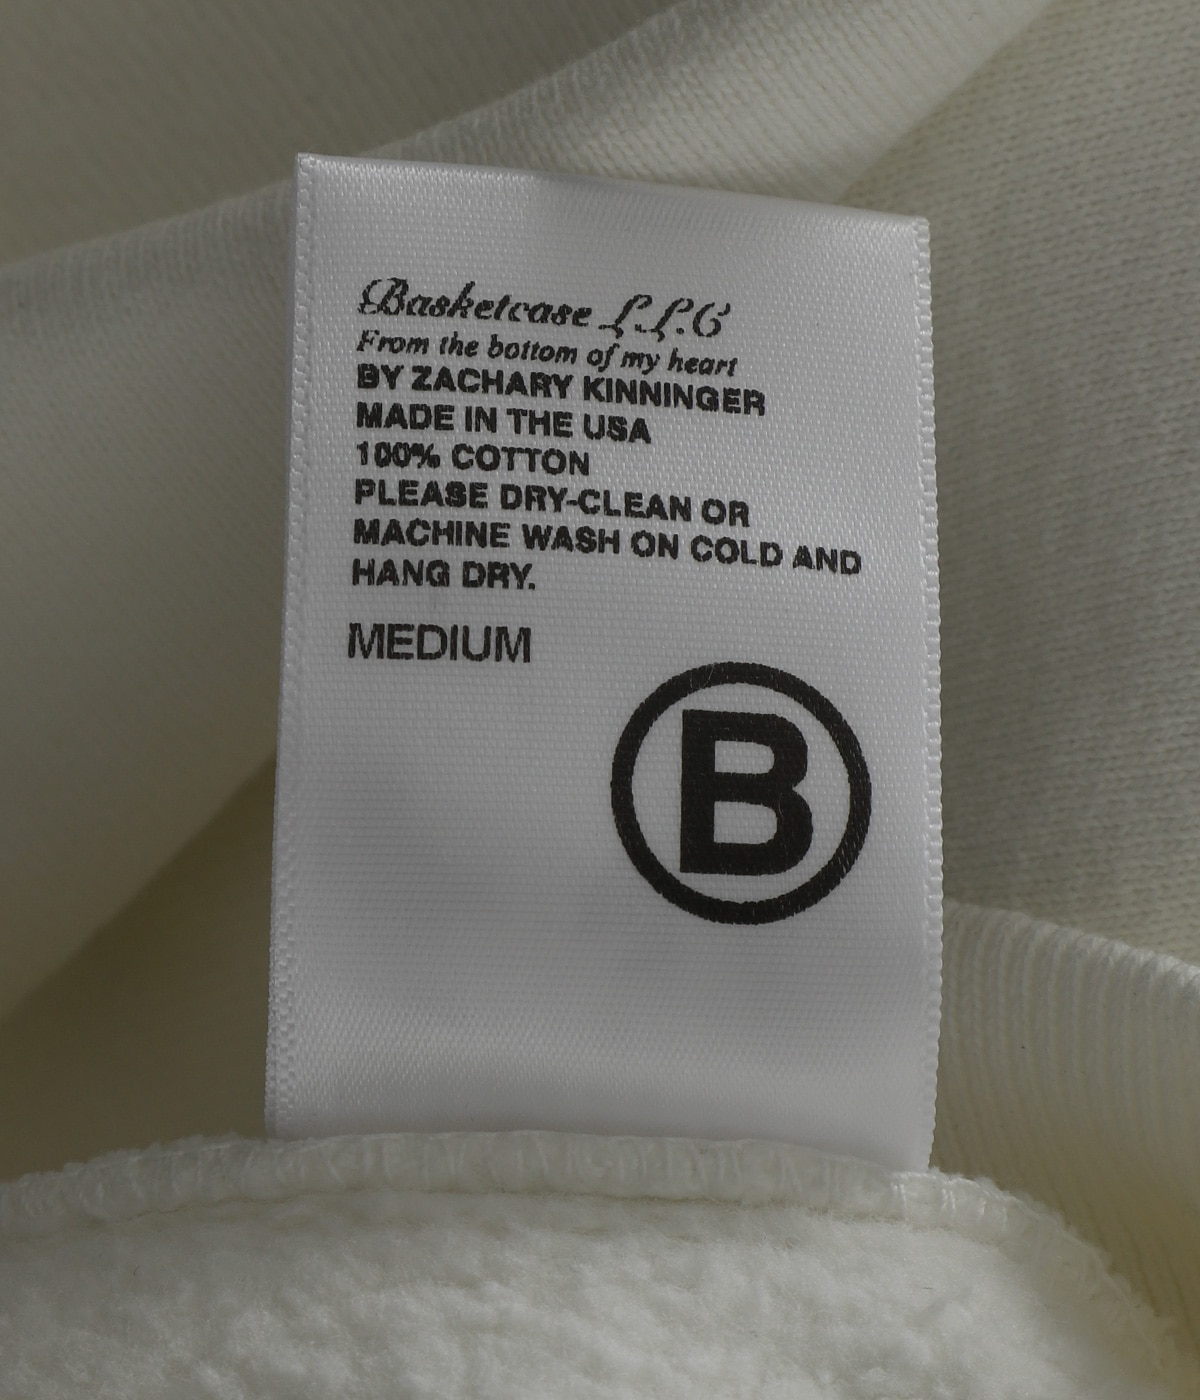 Basketcase L.L.C
From the bottom of my heart
BY ZACHARY KINNINGER
MADE IN THE USA
100% COTTON
PLEASE DRY-CLEAN OR
MACHINE WASH ON COLD AND
HANG DRY.
MEDIUM
B